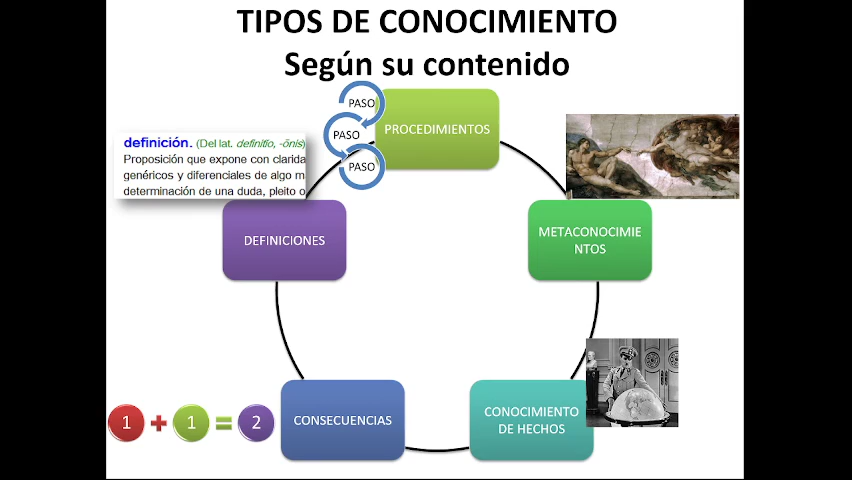 TIPOS DE CONOCIMIENTO
Según su contenido
PASO
PASO
PASO
PROCEDIMIENTOS
definición. (Del lat. definitĭo, -ōnis)
Proposición que expone con clarida
genéricos y diferenciales de algo m
determinación de una duda, pleito o
DEFINICIONES
METACONOCIMIE
NTOS
1 + 1 = 2
CONSECUENCIAS
CONOCIMIENTO
DE HECHOS